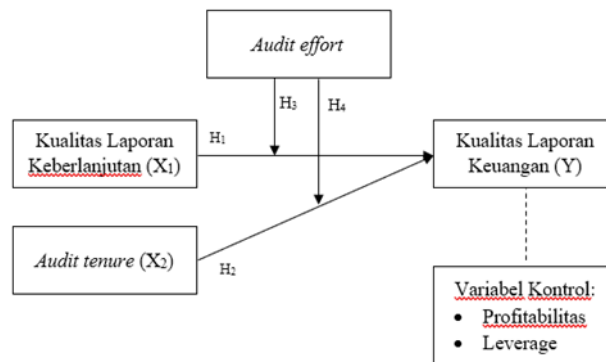 Audit effort
H₃
H₄
Kualitas Laporan
Keberlanjutan (X₁)
H₁
Kualitas Laporan
Keuangan (Y)
Audit tenure (X₂)
H₂
Variabel Kontrol:
• Profitabilitas
• Leverage